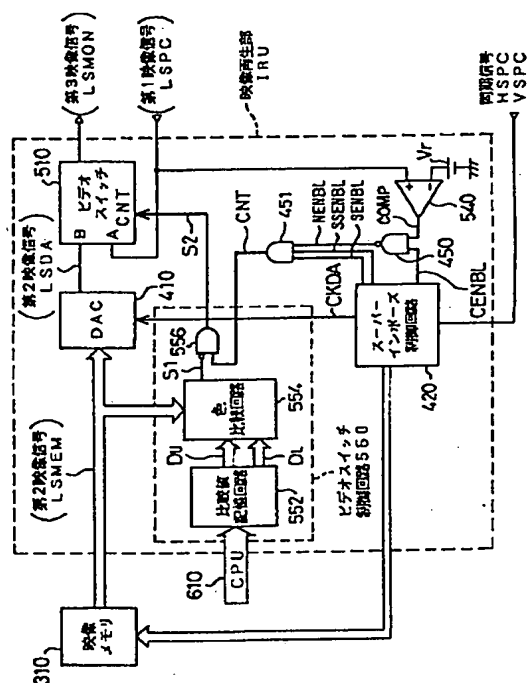 (第3映像信号 LSMON)
(第1映像信号 LSPC)
映像再生部
IRU
同期信号
HSPC
VSPC
510
B
ビデオスイッチ
A CNT
(第2映像信号 LSDA)
410
DAC
S2
CNT
451
NENBL
SSENBL
SENBL
COMP
Vr
+
-
540
450
CENBL
CKDA
556
S1
スーパーインポーズ制御回路
420
(第2映像信号 LSMEM)
色比較回路
554
DU
DL
比較値記憶回路
552
ビデオスイッチ制御回路560
610
CPU
310
映像メモリ